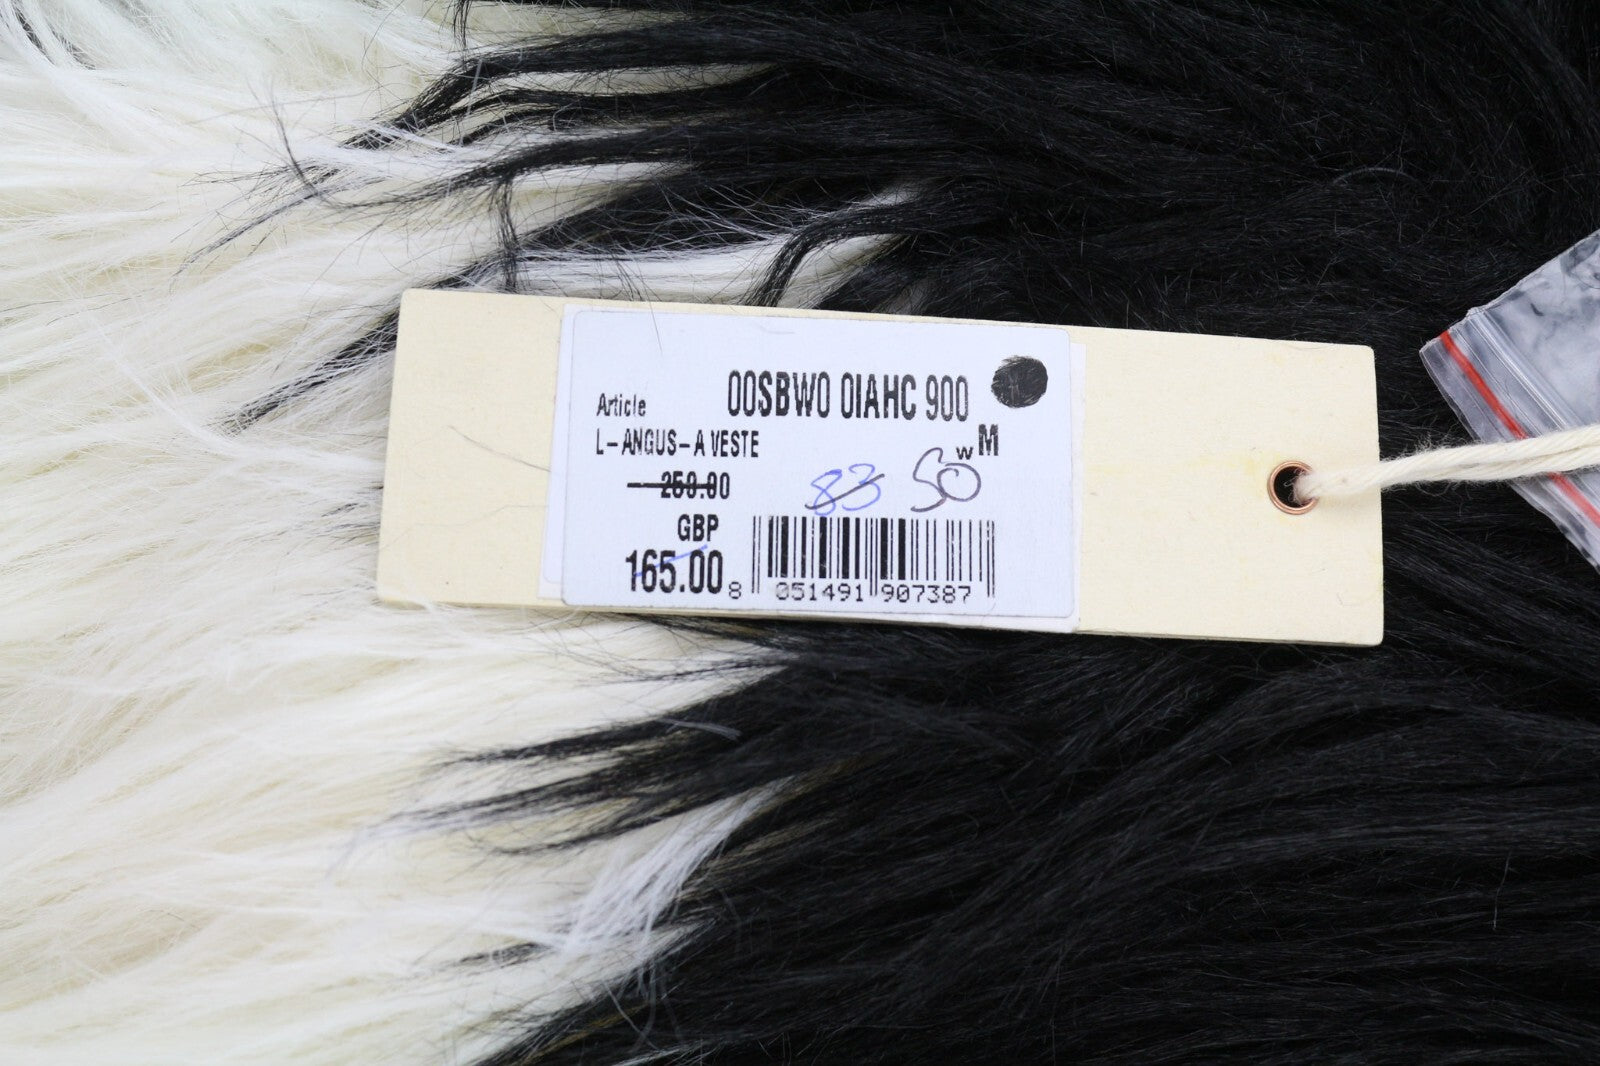 00SBW0 0IAHC 900
Article
L-ANGUS-A VESTE
W M
250.00
83 50
GBP
165.00
8 051491 907387